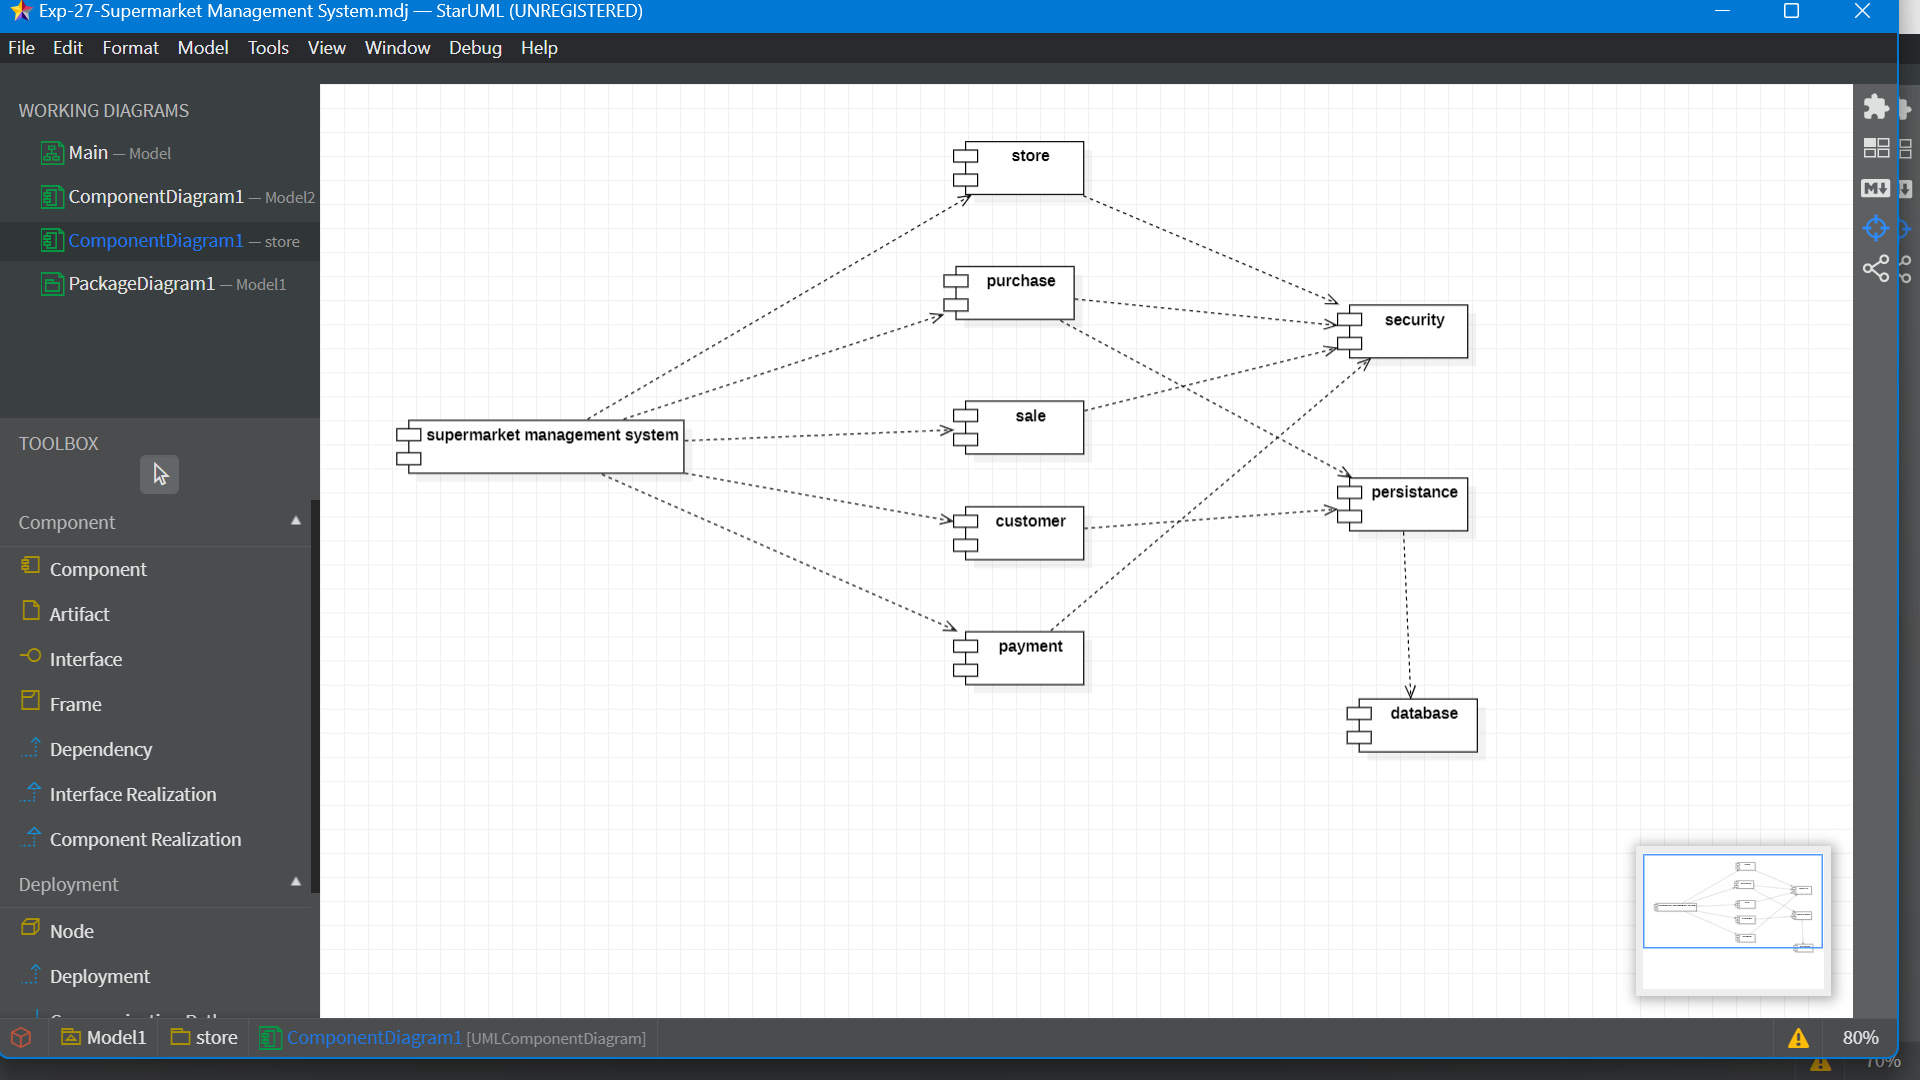 Exp-27-Supermarket Management System.mdj — StarUML (UNREGISTERED)
File Edit Format Model Tools View Window Debug Help
WORKING DIAGRAMS
Main — Model
ComponentDiagram1 — Model2
ComponentDiagram1 — store
PackageDiagram1 — Model1
TOOLBOX
Component
Component
Artifact
Interface
Frame
Dependency
Interface Realization
Component Realization
Deployment
Node
Deployment
store
purchase
security
sale
supermarket management system
persistance
customer
payment
database
M
Model1 store ComponentDiagram1 [UMLComponentDiagram] 80%
70%